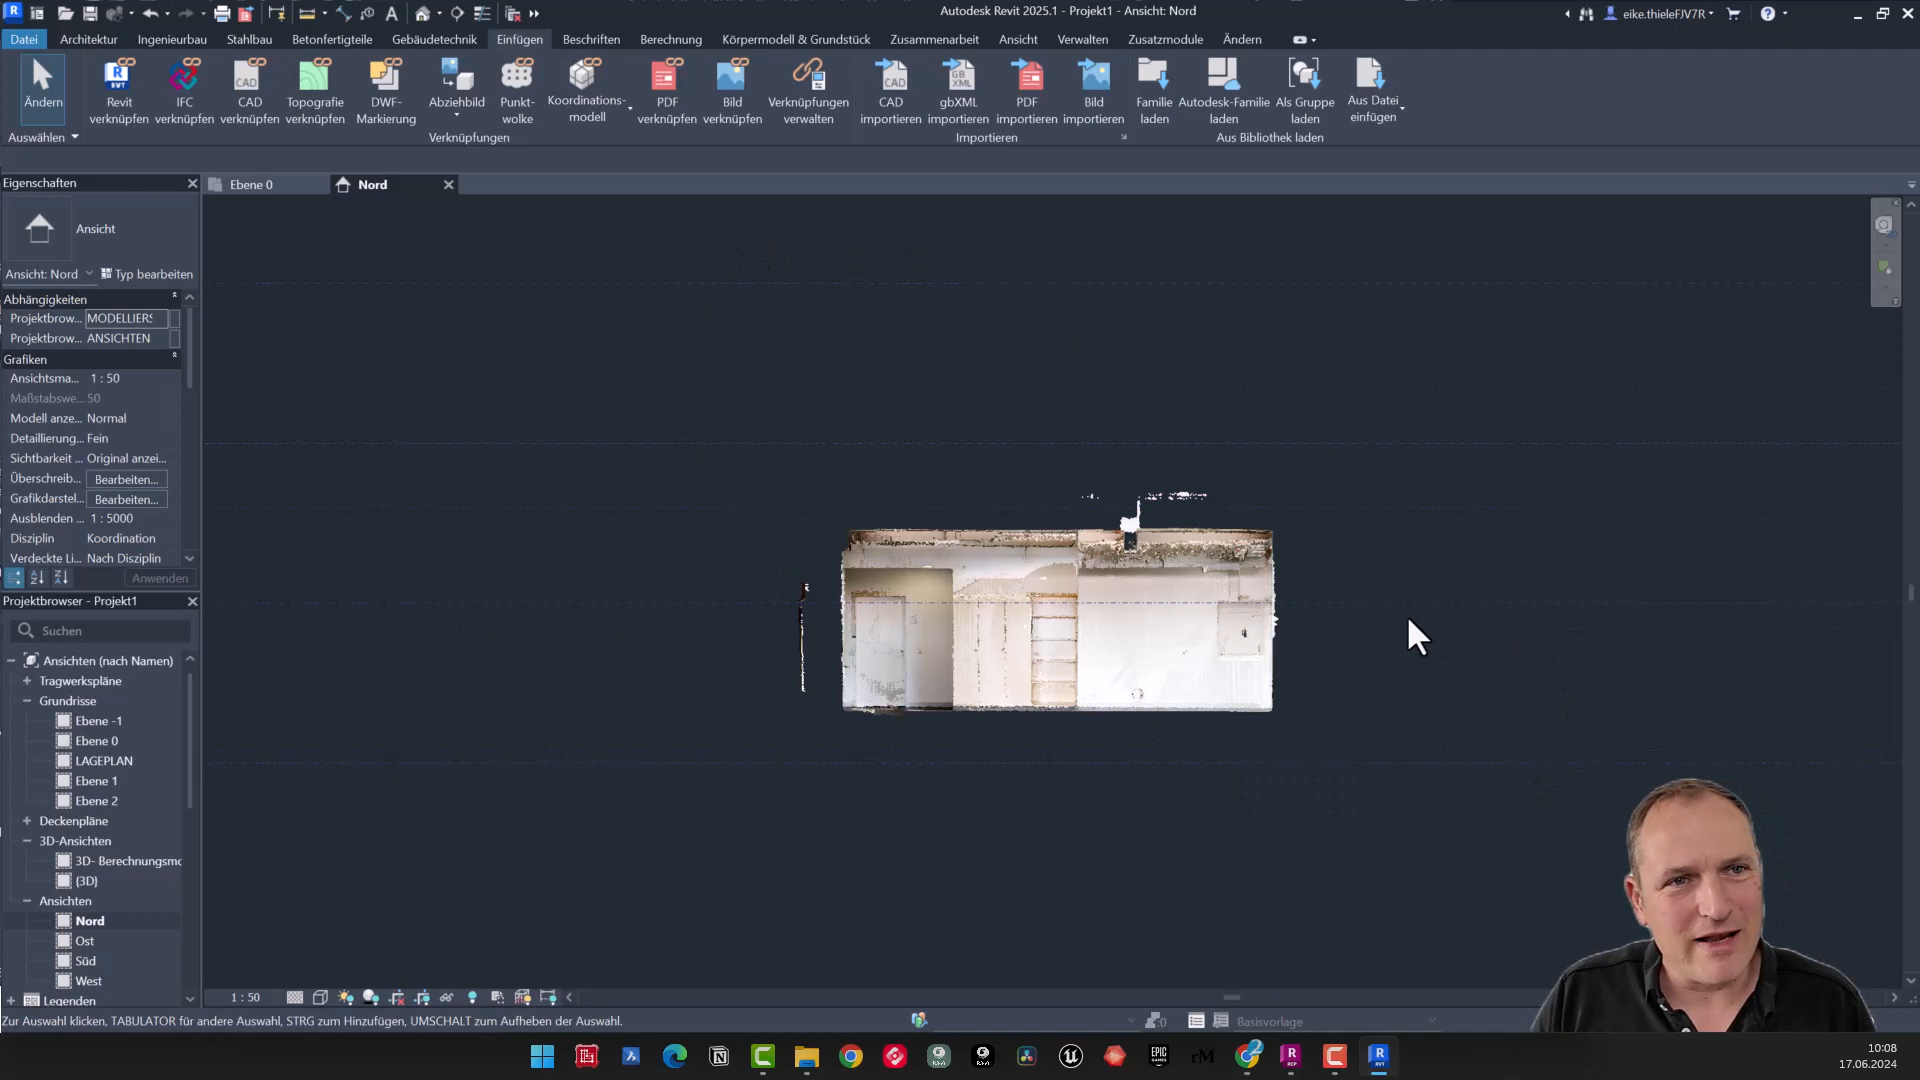 Autodesk Revit 2025.1 - Projekt1 - Ansicht: Nord
eike.thieleFJV7R
Datei Architektur Ingenieurbau Stahlbau Betonfertigteile Gebäudetechnik Einfügen Beschriften Berechnung Körpermodell & Grundstück Zusammenarbeit Ansicht Verwalten Zusatzmodule Ändern
Ändern
Revit verknüpfen
IFC verknüpfen
CAD verknüpfen
Topografie verknüpfen
DWF-Markierung
Abziehbild
Punkt-wolke
Koordinations-modell
PDF verknüpfen
Bild verknüpfen
Verknüpfungen verwalten
CAD importieren
gbXML importieren
PDF importieren
Bild importieren
Familie laden
Autodesk-Familie laden
Als Gruppe laden
Aus Datei einfügen
Auswählen
Verknüpfungen
Importieren
Aus Bibliothek laden
Eigenschaften
Ebene 0
Nord
Ansicht
Ansicht: Nord
Typ bearbeiten
Abhängigkeiten
Projektbrow... MODELLIERS
Projektbrow... ANSICHTEN
Grafiken
Ansichtsma... 1 : 50
Maßstabswe... 50
Modell anze... Normal
Detaillierung... Fein
Sichtbarkeit ... Original anzei...
Überschreib... Bearbeiten...
Grafikdarstel... Bearbeiten...
Ausblenden ... 1 : 5000
Disziplin Koordination
Verdeckte Li... Nach Disziplin
Anwenden
Projektbrowser - Projekt1
Suchen
Ansichten (nach Namen)
Tragwerkspläne
Grundrisse
Ebene -1
Ebene 0
LAGEPLAN
Ebene 1
Ebene 2
Deckenpläne
3D-Ansichten
3D- Berechnungsmo
{3D}
Ansichten
Nord
Ost
Süd
West
Legenden
1 : 50
Zur Auswahl klicken, TABULATOR für andere Auswahl, STRG zum Hinzufügen, UMSCHALT zum Aufheben der Auswahl.
:0
Basisvorlage
10:08
17.06.2024